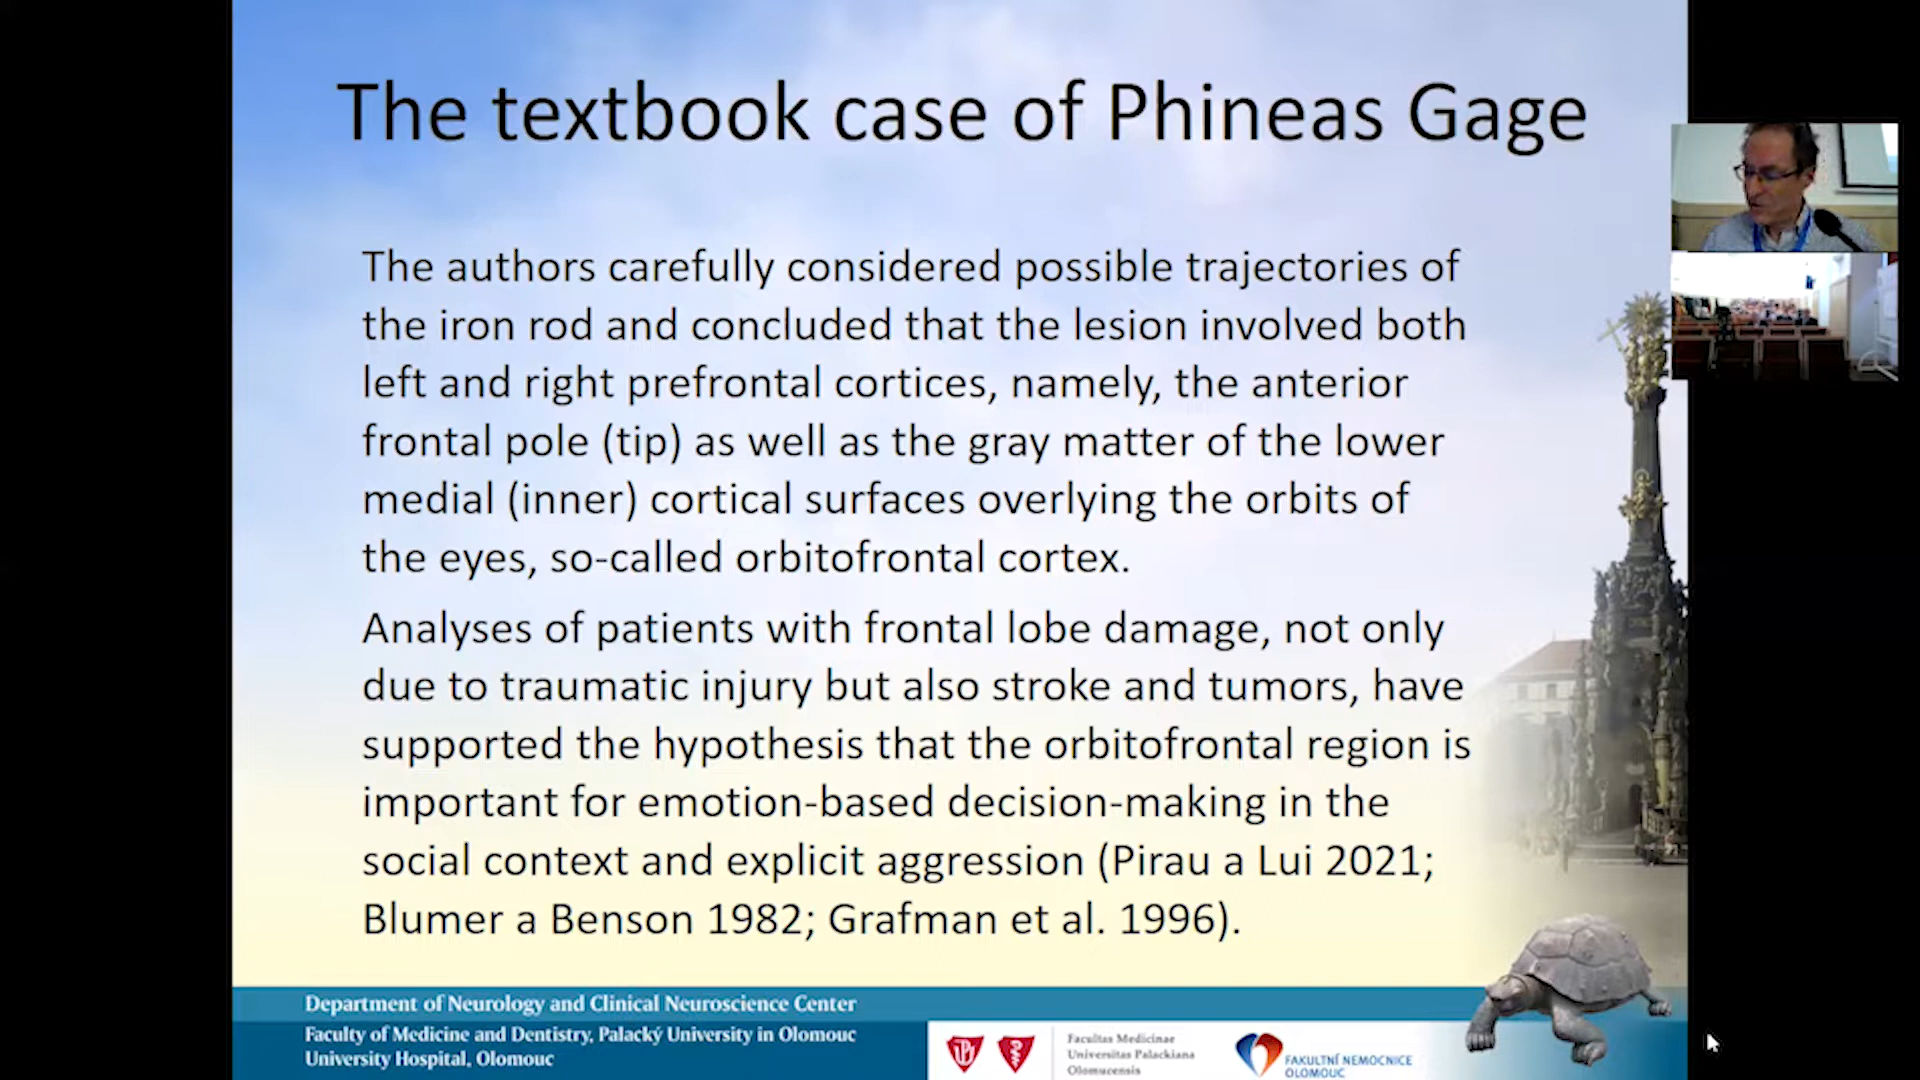 The textbook case of Phineas Gage
The authors carefully considered possible trajectories of
the iron rod and concluded that the lesion involved both
left and right prefrontal cortices, namely, the anterior
frontal pole (tip) as well as the gray matter of the lower
medial (inner) cortical surfaces overlying the orbits of
the eyes, so-called orbitofrontal cortex.
Analyses of patients with frontal lobe damage, not only
due to traumatic injury but also stroke and tumors, have
supported the hypothesis that the orbitofrontal region is
important for emotion-based decision-making in the
social context and explicit aggression (Pirau a Lui 2021;
Blumer a Benson 1982; Grafman et al. 1996).
Department of Neurology and Clinical Neuroscience Center
Faculty of Medicine and Dentistry, Palacký University in Olomouc
University Hospital, Olomouc
Facultas Medicinae
Universitas Palackiana
Olomucensis
FAKULTNÍ NEMOCNICE
OLOMOUC